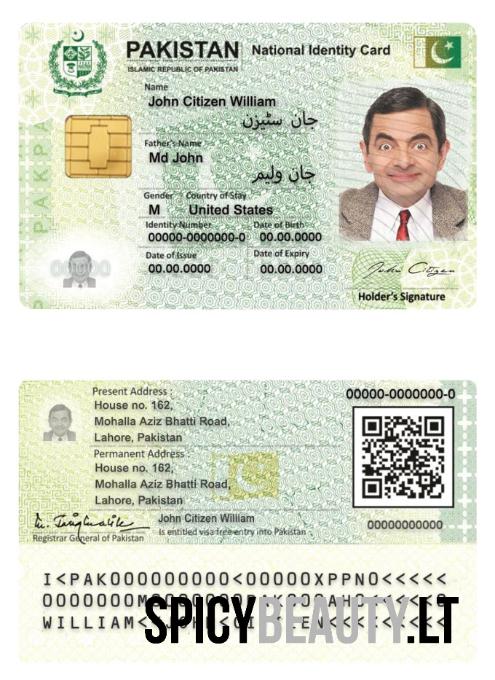 PAKISTAN National Identity Card
ISLAMIC REPUBLIC OF PAKISTAN
Name
John Citizen William
جان سٹیزن
Father's Name
Md John
جان ولیم
Gender Country of Stay
M United States
Identity Number Date of Birth
00000-0000000-0 00.00.0000
Date of Issue Date of Expiry
00.00.0000 00.00.0000
John Citizen
Holder's Signature
PAKISTAN
Present Address :
House no. 162,
Mohalla Aziz Bhatti Road,
Lahore, Pakistan
Permanent Address :
House no. 162,
Mohalla Aziz Bhatti Road,
Lahore, Pakistan
Registrar General of Pakistan
John Citizen William
Is entitled visa free entry into Pakistan
00000-0000000-0
00000000000
I<PAK000000000<00000XPPN0<<<<<
WILLIAM<
SPICYBEAUTY.LT